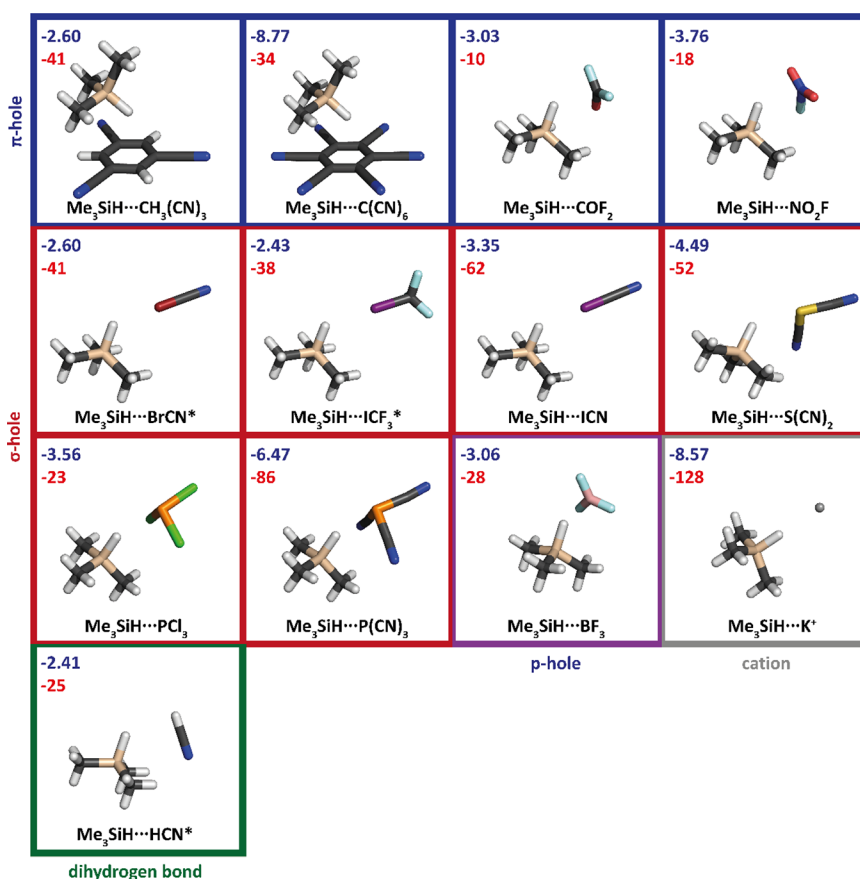 π-hole
-2.60
-41
Me₃SiH···CH₃(CN)₃
-8.77
-34
Me₃SiH···C(CN)₆
-3.03
-10
Me₃SiH···COF₂
-3.76
-18
Me₃SiH···NO₂F
σ-hole
-2.60
-41
Me₃SiH···BrCN*
-2.43
-38
Me₃SiH···ICF₃*
-3.35
-62
Me₃SiH···ICN
-4.49
-52
Me₃SiH···S(CN)₂
-3.56
-23
Me₃SiH···PCl₃
-6.47
-86
Me₃SiH···P(CN)₃
-3.06
-28
Me₃SiH···BF₃
-8.57
-128
Me₃SiH···K⁺
p-hole
cation
-2.41
-25
Me₃SiH···HCN*
dihydrogen bond